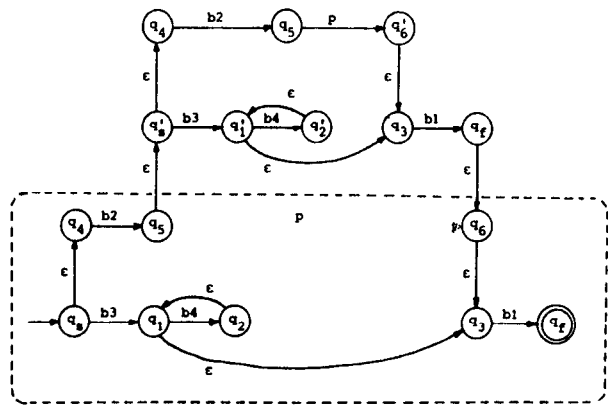 q4 b2 q5 p q'6
ε ε ε
q's b3 q'1 b4 q'2 q3 b1 qf
ε
ε ε
p
q4 b2 q5 q6
ε ε ε
qs b3 q1 b4 q2 q3 b1 qf
ε